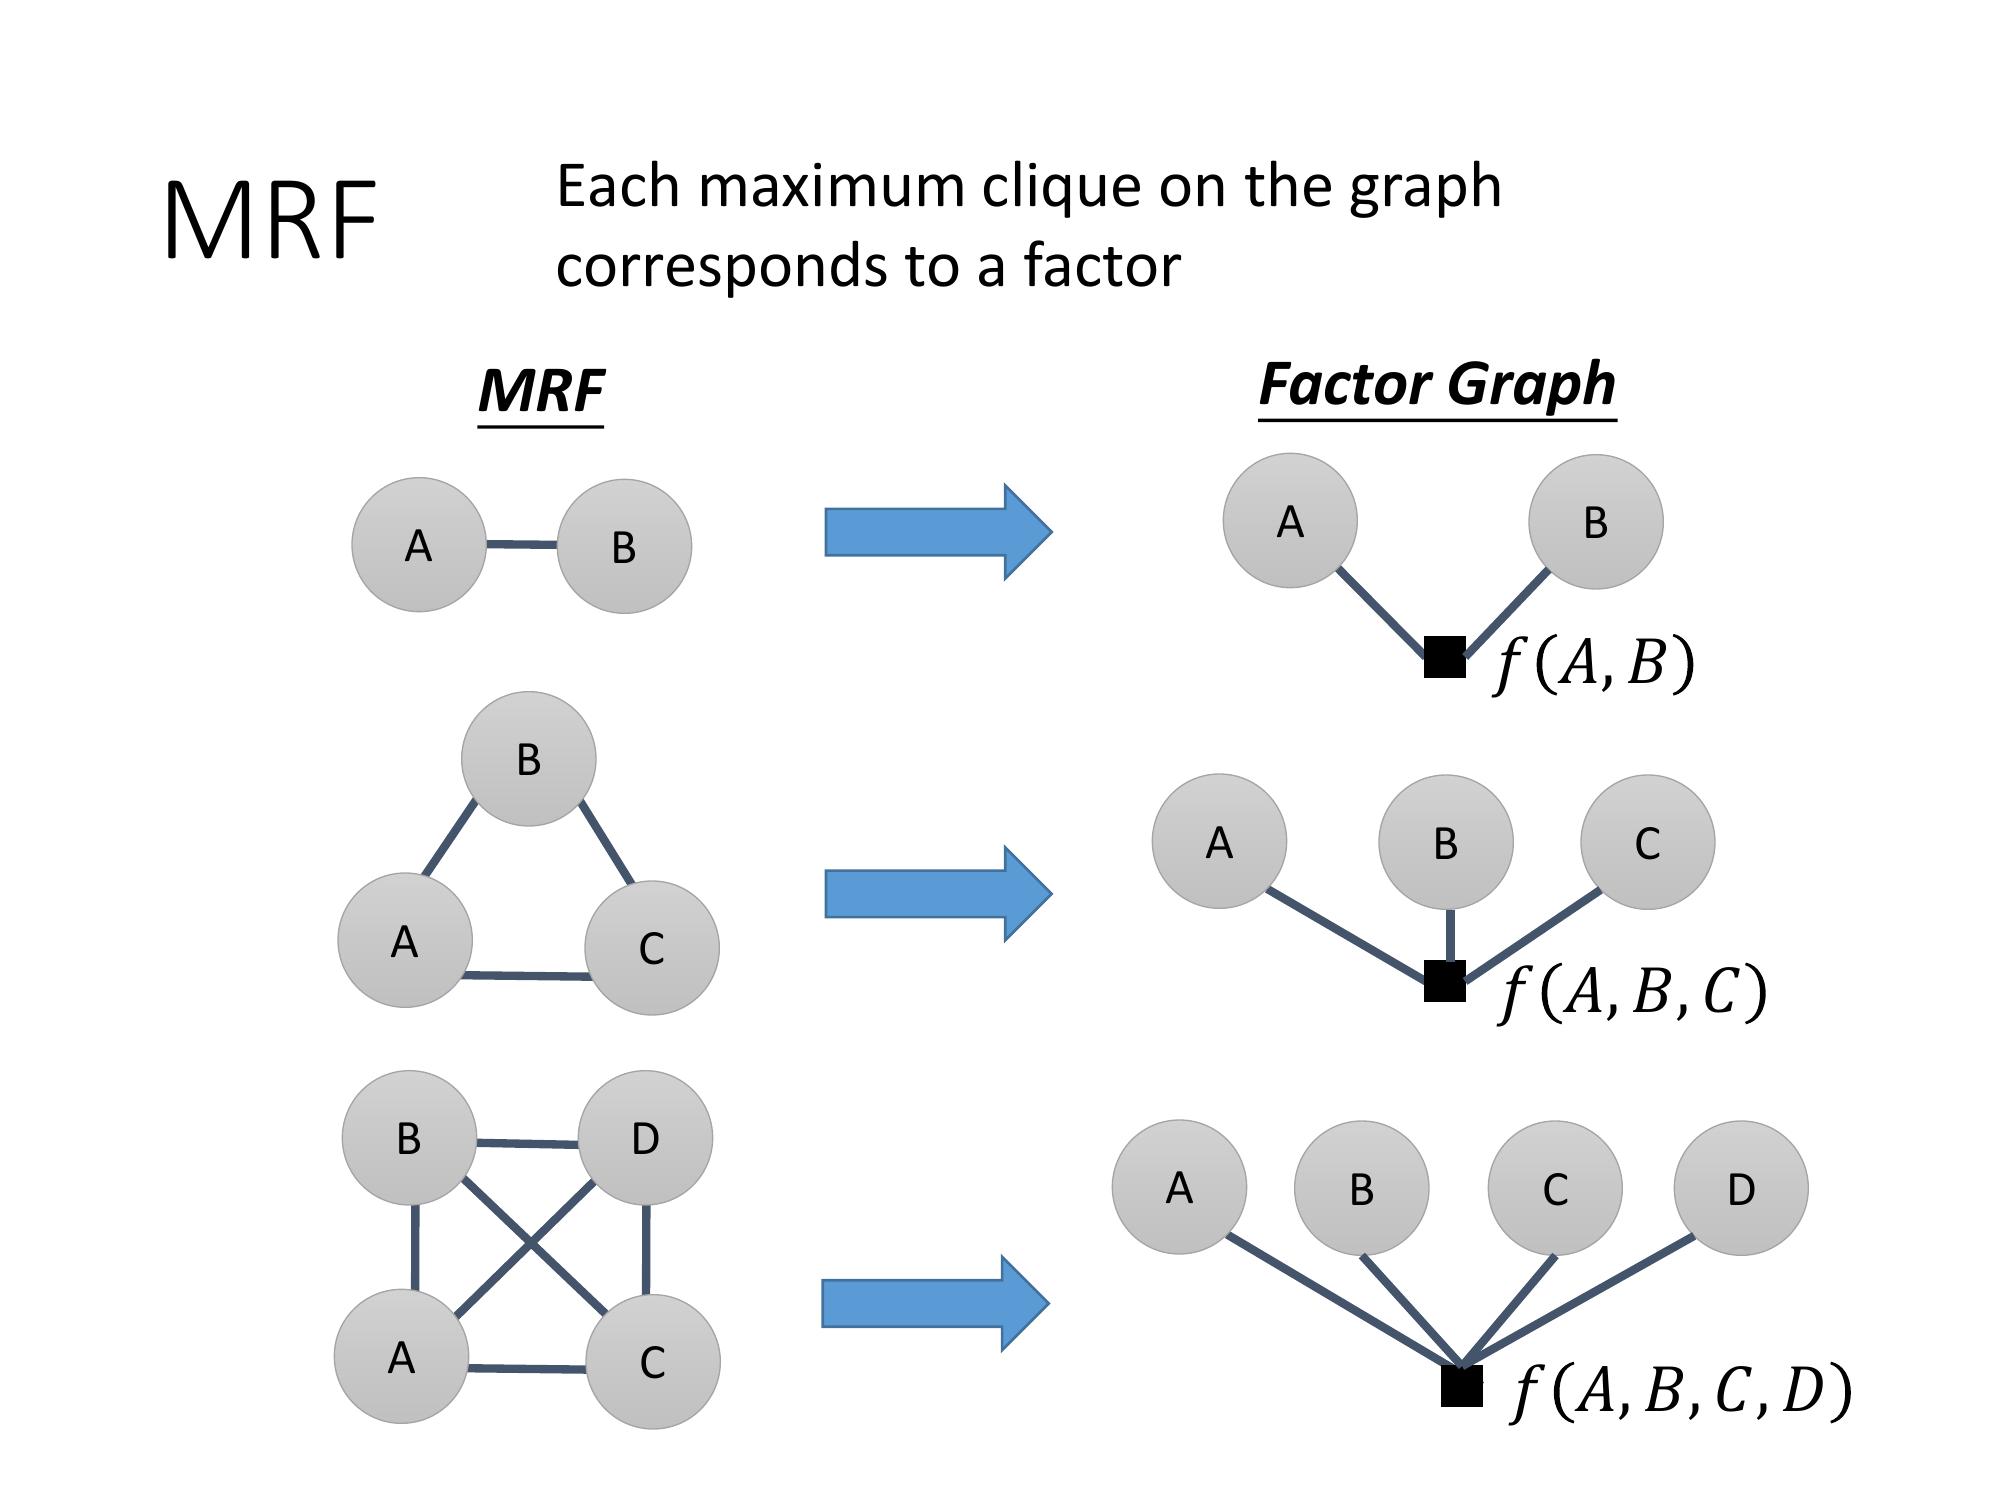 MRF
Each maximum clique on the graph
corresponds to a factor
MRF
Factor Graph
A B
A B
f(A, B)
B
A C
A B C
f(A, B, C)
B D
A C
A B C D
f(A, B, C, D)